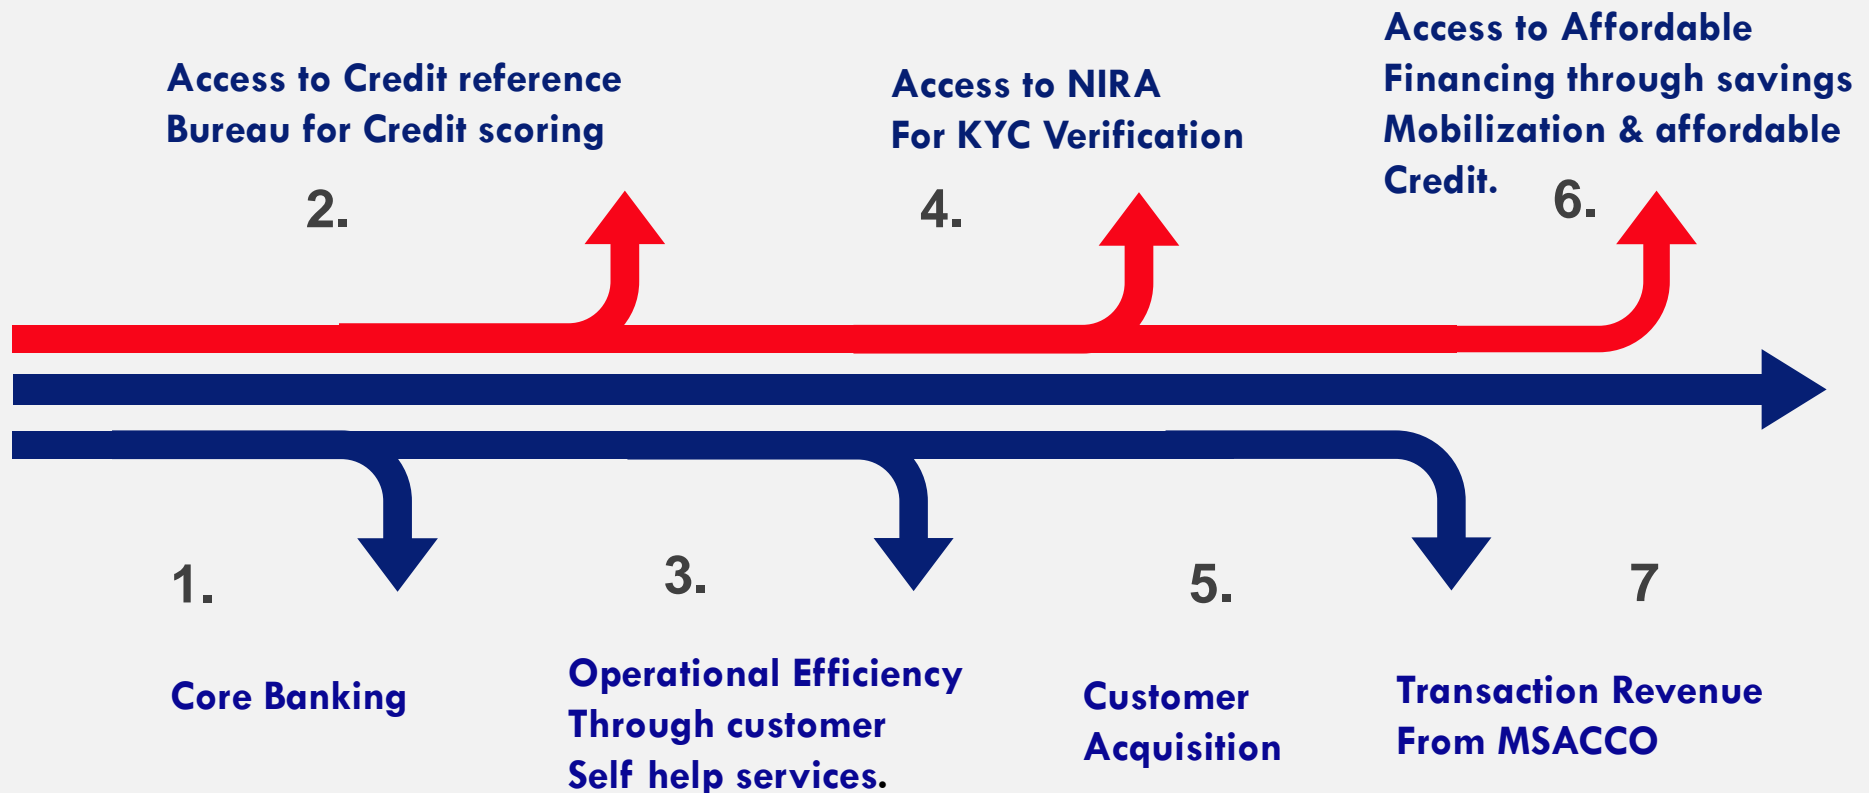 Access to Credit reference
Bureau for Credit scoring
2.
Access to NIRA
For KYC Verification
4.
Access to Affordable
Financing through savings
Mobilization & affordable
Credit.
6.
1.
Core Banking
3.
Operational Efficiency
Through customer
Self help services.
5.
Customer
Acquisition
7
Transaction Revenue
From MSACCO